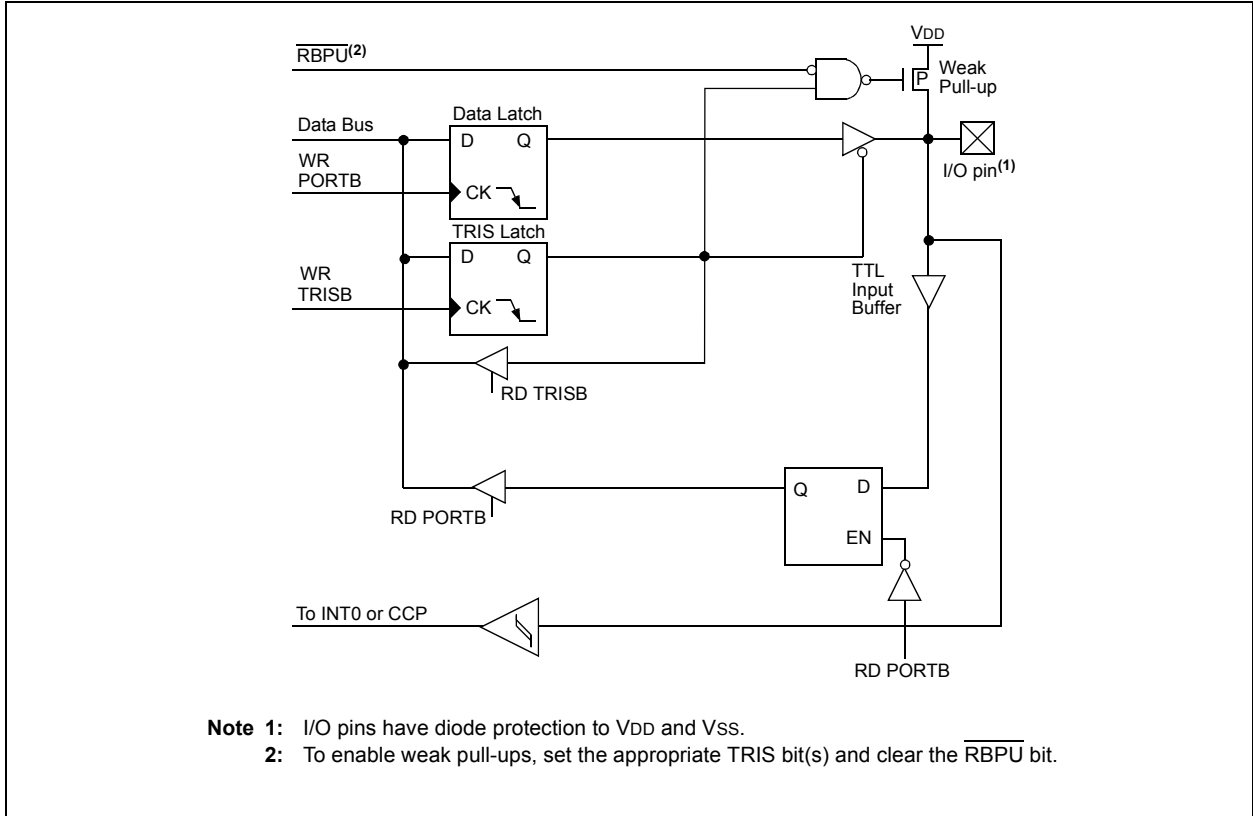 RBPU(2)
VDD
P
Weak
Pull-up
Data Bus
Data Latch
D Q
WR
PORTB
CK
I/O pin(1)
TRIS Latch
D Q
WR
TRISB
CK
TTL
Input
Buffer
RD TRISB
Q D
EN
RD PORTB
To INT0 or CCP
RD PORTB
Note 1: I/O pins have diode protection to VDD and VSS.
2: To enable weak pull-ups, set the appropriate TRIS bit(s) and clear the RBPU bit.